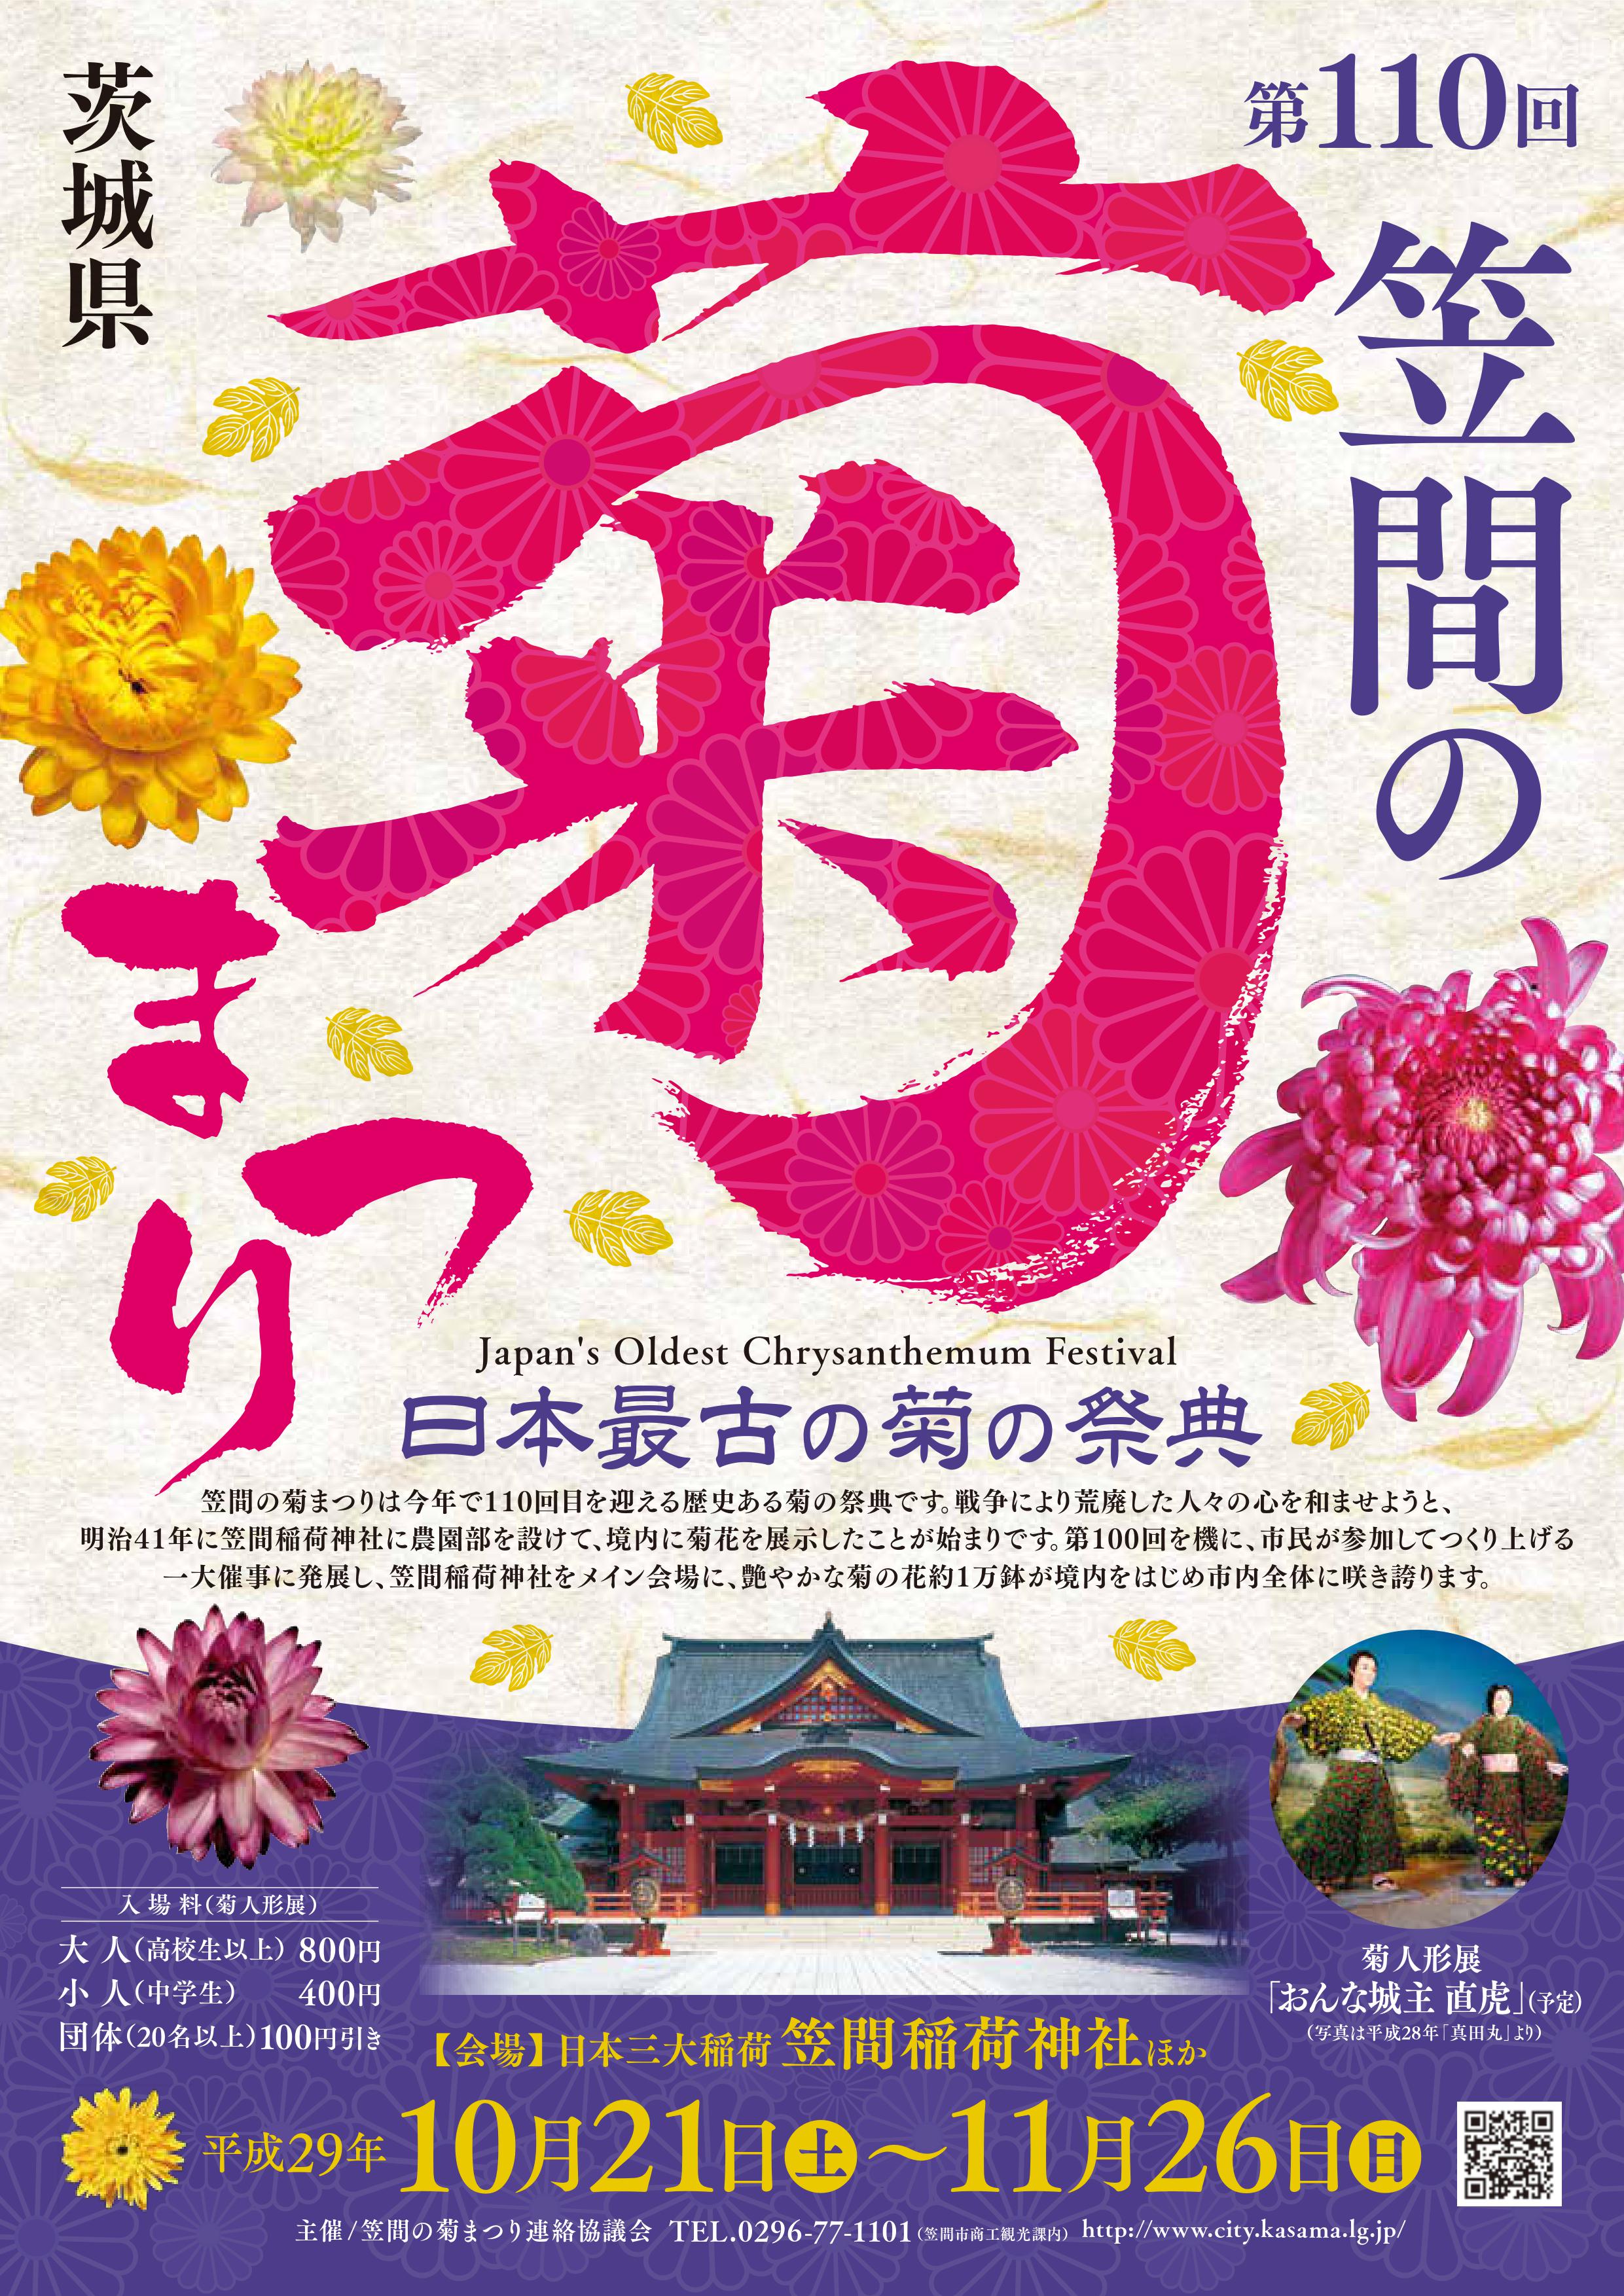 茨城県
第110回
笠間の
菊
まつり
Japan's Oldest Chrysanthemum Festival
日本最古の菊の祭典
笠間の菊まつりは今年で110回目を迎える歴史ある菊の祭典です。戦争により荒廃した人々の心を和ませようと、
明治41年に笠間稲荷神社に農園部を設けて、境内に菊花を展示したことが始まりです。第100回を機に、市民が参加してつくり上げる
一大催事に発展し、笠間稲荷神社をメイン会場に、艶やかな菊の花約1万鉢が境内をはじめ市内全体に咲き誇ります。
入場料（菊人形展）
大人（高校生以上） 800円
小人（中学生） 400円
団体（20名以上）100円引き
菊人形展
「おんな城主 直虎」（予定）
（写真は平成28年「真田丸」より）
【会場】日本三大稲荷 笠間稲荷神社ほか
平成29年 10月21日土～11月26日日
主催/笠間の菊まつり連絡協議会 TEL.0296-77-1101（笠間市商工観光課内） http://www.city.kasama.lg.jp/